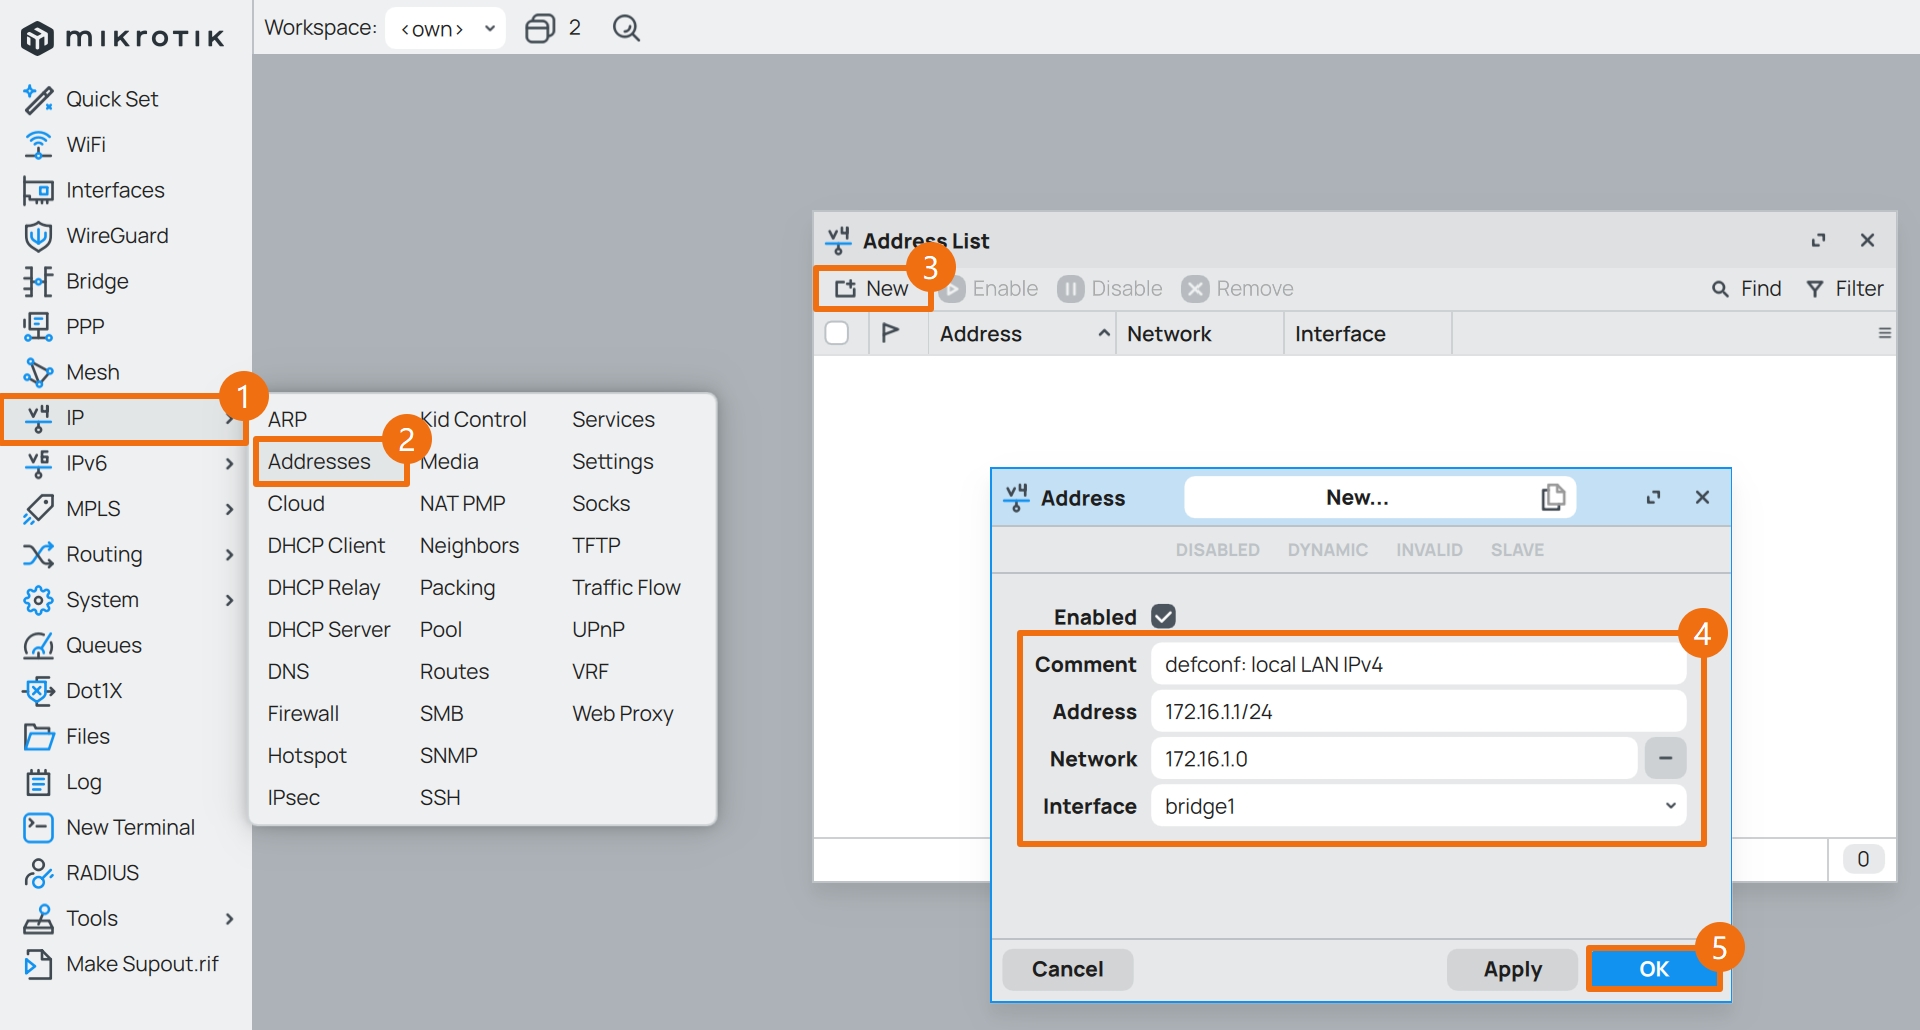 mikrotik
Workspace: <own> 2
Quick Set
WiFi
Interfaces
WireGuard
Bridge
PPP
Mesh
IP
IPv6
MPLS
Routing
System
Queues
Dot1X
Files
Log
New Terminal
RADIUS
Tools
Make Supout.rif
1
ARP
Addresses
Cloud
DHCP Client
DHCP Relay
DHCP Server
DNS
Firewall
Hotspot
IPsec
2
Kid Control
Media
NAT PMP
Neighbors
Packing
Pool
Routes
SMB
SNMP
SSH
Services
Settings
Socks
TFTP
Traffic Flow
UPnP
VRF
Web Proxy
v4 Address List
3
New Enable Disable Remove Find Filter
Address Network Interface
0
v4 Address New...
DISABLED DYNAMIC INVALID SLAVE
Enabled
4
Comment defconf: local LAN IPv4
Address 172.16.1.1/24
Network 172.16.1.0
Interface bridge1
Cancel Apply OK
5